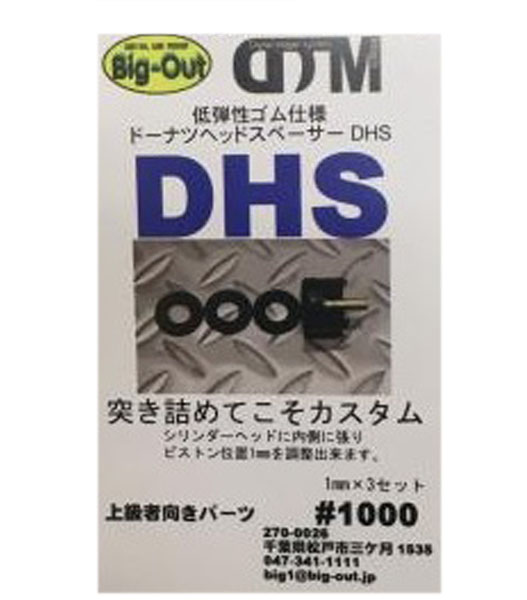 Big-Out
低弾性ゴム仕様
ドーナツヘッドスペーサー DHS
DHS
突き詰めてこそカスタム
シリンダーヘッドに内側に張り
ピストン位置1mmを調整出来ます。
1mm×3セット
上級者向きパーツ #1000
270-0026
千葉県松戸市三ケ月 1535
047-341-1111
big1@big-out.jp